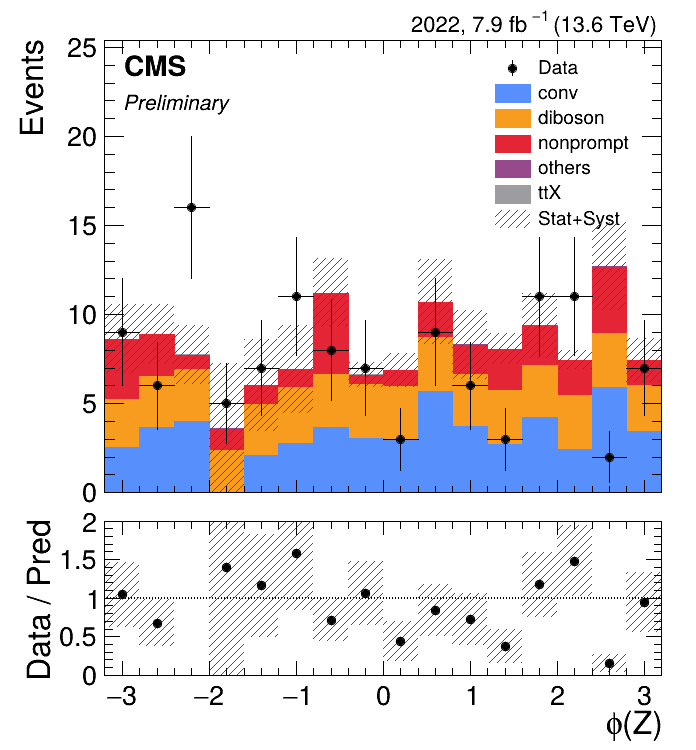 2022, 7.9 fb⁻¹ (13.6 TeV)
CMS
Preliminary
Events
25
20
15
10
5
0
Data
conv
diboson
nonprompt
others
ttX
Stat+Syst
Data / Pred
2
1.5
1
0.5
0
−3 −2 −1 0 1 2 3
ϕ(Z)